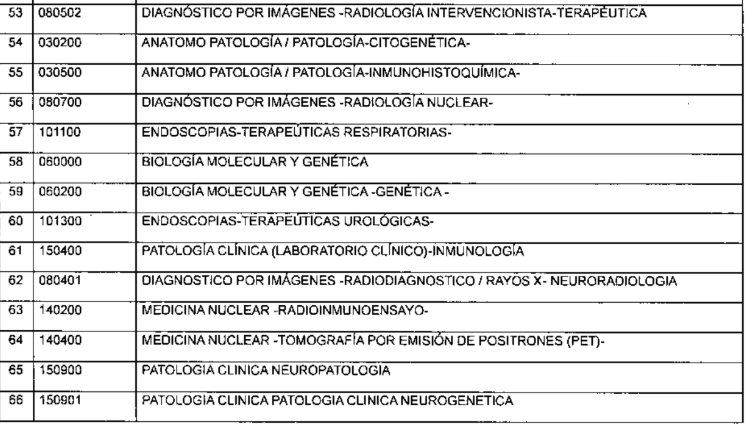 53 080502 DIAGNÓSTICO POR IMÁGENES -RADIOLOGÍA INTERVENCIONISTA-TERAPÉUTICA
54 030200 ANATOMO PATOLOGÍA / PATOLOGÍA-CITOGENÉTICA-
55 030500 ANATOMO PATOLOGÍA / PATOLOGÍA-INMUNOHISTOQUÍMICA-
56 080700 DIAGNÓSTICO POR IMÁGENES -RADIOLOGÍA NUCLEAR-
57 101100 ENDOSCOPIAS-TERAPEÚTICAS RESPIRATORIAS-
58 060000 BIOLOGÍA MOLECULAR Y GENÉTICA
59 060200 BIOLOGÍA MOLECULAR Y GENÉTICA -GENÉTICA -
60 101300 ENDOSCOPIAS-TERAPEÚTICAS UROLÓGICAS-
61 150400 PATOLOGÍA CLÍNICA (LABORATORIO CLÍNICO)-INMUNOLOGÍA
62 080401 DIAGNOSTICO POR IMÁGENES -RADIODIAGNOSTICO / RAYOS X- NEURORADIOLOGIA
63 140200 MEDICINA NUCLEAR -RADIOINMUNOENSAYO-
64 140400 MEDICINA NUCLEAR -TOMOGRAFÍA POR EMISIÓN DE POSITRONES (PET)-
65 150900 PATOLOGIA CLINICA NEUROPATOLOGIA
66 150901 PATOLOGIA CLINICA PATOLOGIA CLINICA NEUROGENETICA